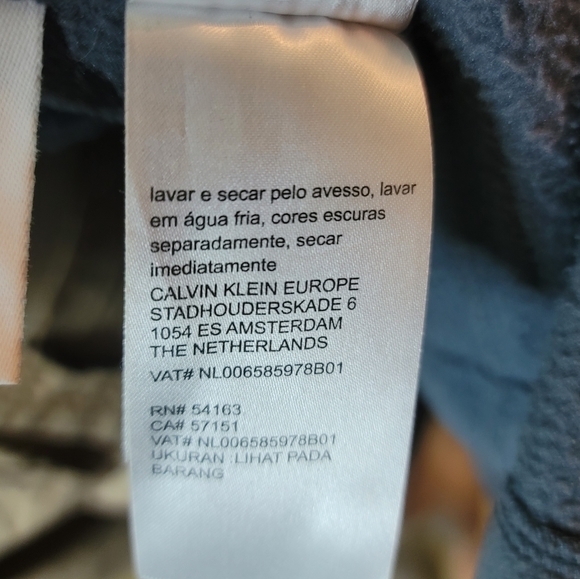 lavar e secar pelo avesso, lavar
em água fria, cores escuras
separadamente, secar
imediatamente
CALVIN KLEIN EUROPE
STADHOUDERSKADE 6
1054 ES AMSTERDAM
THE NETHERLANDS
VAT# NL006585978B01
RN# 54163
CA# 57151
VAT# NL006585978B01
UKURAN :LIHAT PADA
BARANG